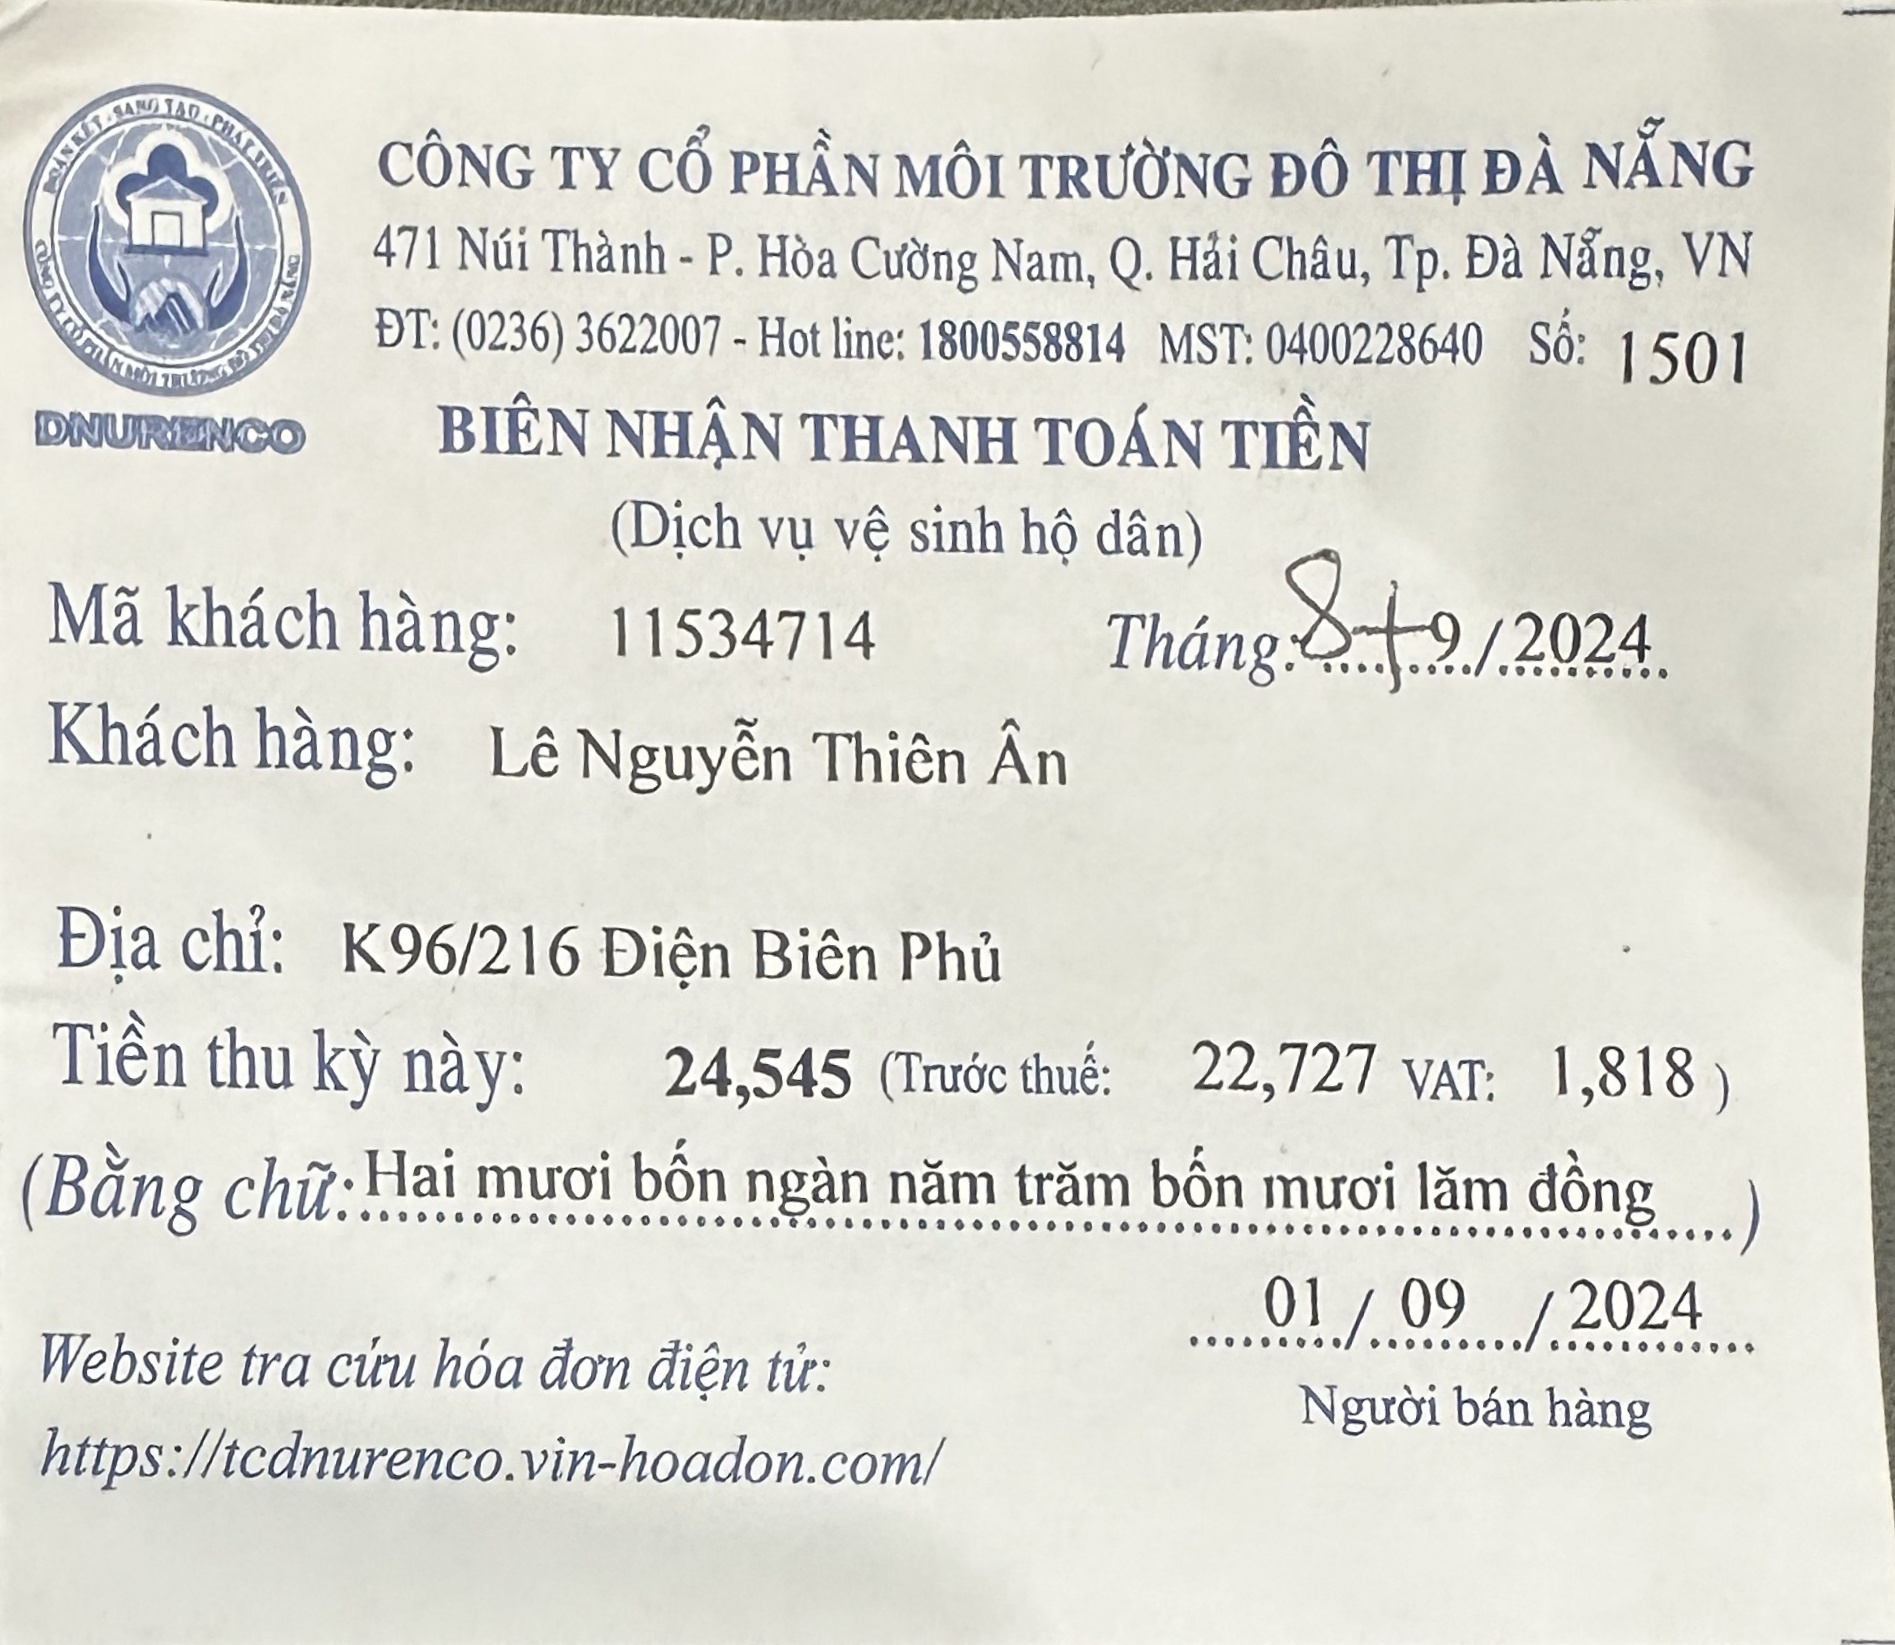 ĐOÀN KẾT - SÁNG TẠO - PHÁT TRIỂN
CÔNG TY CỔ PHẦN MÔI TRƯỜNG ĐÔ THỊ ĐÀ NẴNG
DNURENCO
CÔNG TY CỔ PHẦN MÔI TRƯỜNG ĐÔ THỊ ĐÀ NẴNG
471 Núi Thành - P. Hòa Cường Nam, Q. Hải Châu, Tp. Đà Nẵng, VN
ĐT: (0236) 3622007 - Hot line: 1800558814 MST: 0400228640 Số: 1501
BIÊN NHẬN THANH TOÁN TIỀN
(Dịch vụ vệ sinh hộ dân)
Mã khách hàng: 11534714 Tháng.8+9/2024
Khách hàng: Lê Nguyễn Thiên Ân
Địa chỉ: K96/216 Điện Biên Phủ
Tiền thu kỳ này: 24,545 (Trước thuế: 22,727 VAT: 1,818 )
(Bằng chữ: Hai mươi bốn ngàn năm trăm bốn mươi lăm đồng)
01 / 09 / 2024
Người bán hàng
Website tra cứu hóa đơn điện tử:
https://tcdnurenco.vin-hoadon.com/